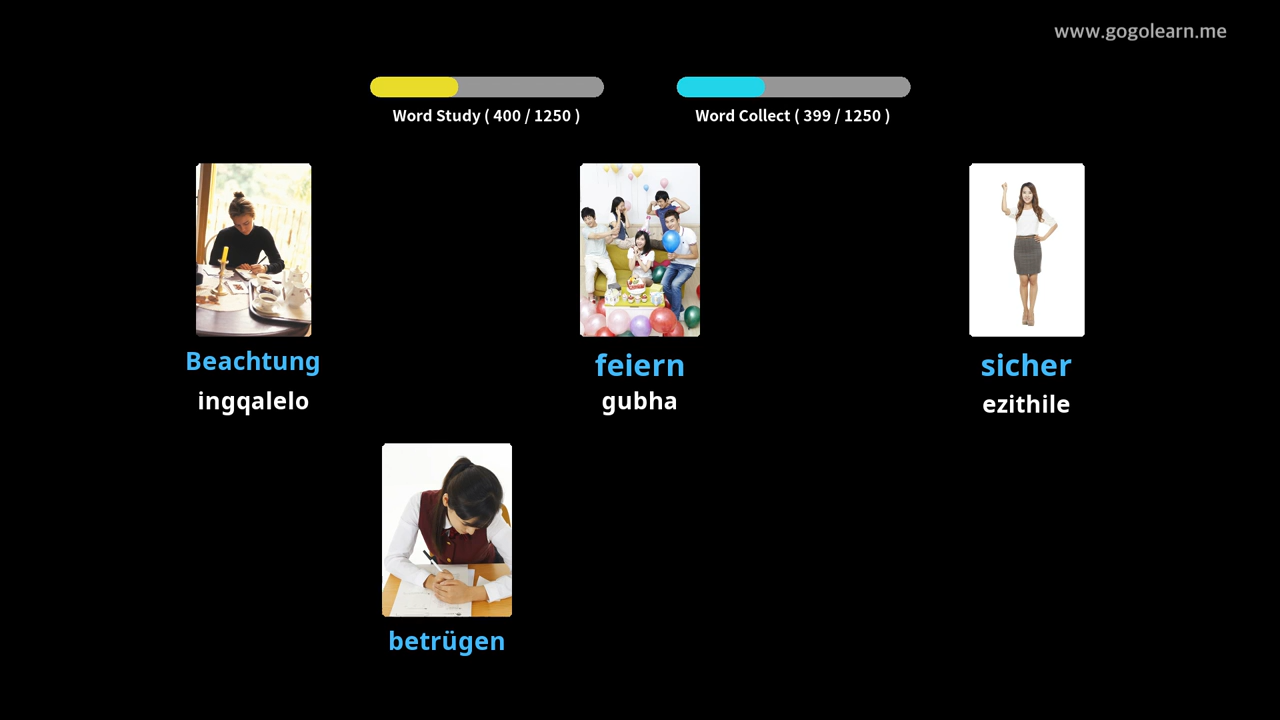 www.gogolearn.me
Word Study ( 400 / 1250 )
Word Collect ( 399 / 1250 )
Beachtung
ingqalelo
feiern
gubha
sicher
ezithile
betrügen